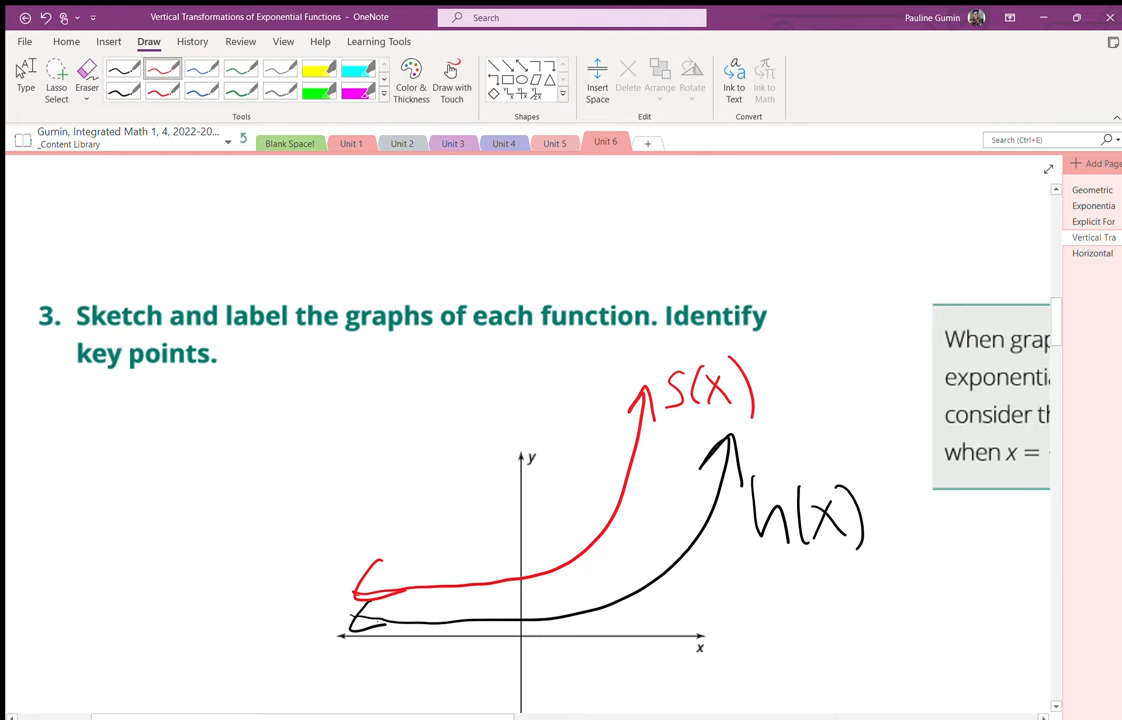 Vertical Transformations of Exponential Functions - OneNote
Search
Pauline Gumin
File Home Insert Draw History Review View Help Learning Tools
Type
Lasso Select
Eraser
Color & Thickness
Draw with Touch
Insert Space
Delete
Arrange
Rotate
Ink to Text
Ink to Math
Tools
Shapes
Edit
Convert
Gumin, Integrated Math 1, 4, 2022-20...
_Content Library
Blank Space!
Unit 1
Unit 2
Unit 3
Unit 4
Unit 5
Unit 6
Search (Ctrl+E)
Add Page
Geometric
Exponentia
Explicit For
Vertical Tra
Horizontal
3. Sketch and label the graphs of each function. Identify
key points.
When grap
exponentia
consider th
when x =
s(x)
y
h(x)
x